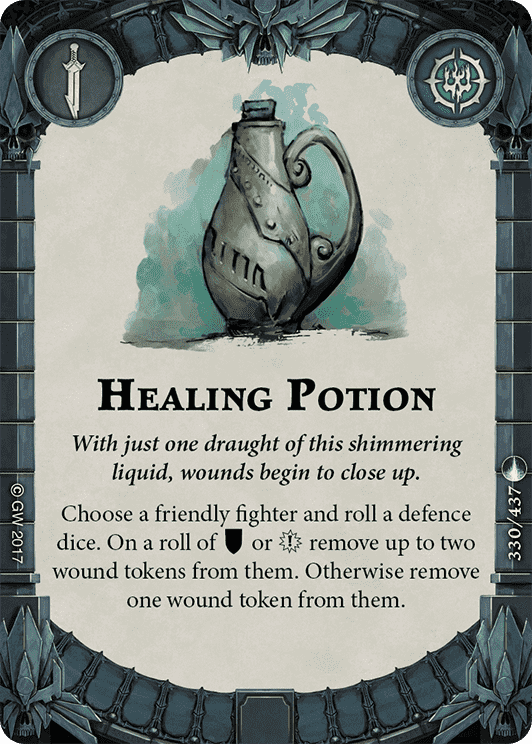 Healing Potion
With just one draught of this shimmering
liquid, wounds begin to close up.
Choose a friendly fighter and roll a defence
dice. On a roll of or remove up to two
wound tokens from them. Otherwise remove
one wound token from them.
© GW 2017
330/437